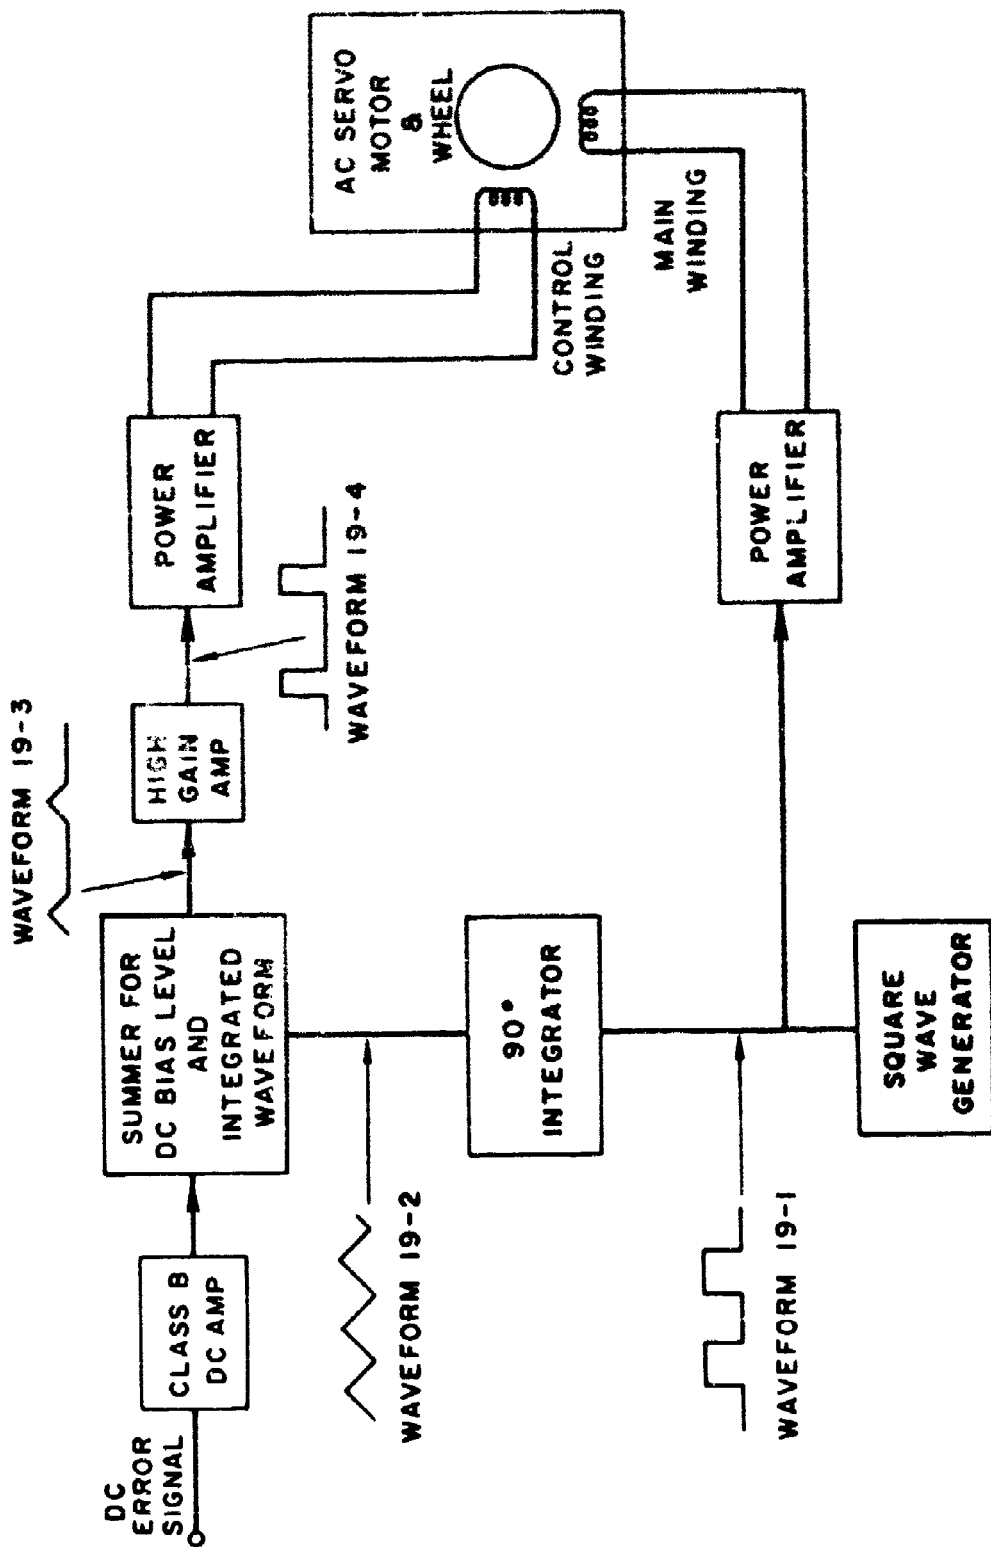 DC
ERROR
SIGNAL
CLASS B
DC AMP
SUMMER FOR
DC BIAS LEVEL
AND
INTEGRATED
WAVEFORM
WAVEFORM 19-3
HIGH
GAIN
AMP
WAVEFORM 19-4
POWER
AMPLIFIER
CONTROL
WINDING
AC SERVO
MOTOR
&
WHEEL
MAIN
WINDING
WAVEFORM 19-2
90°
INTEGRATOR
WAVEFORM 19-1
SQUARE
WAVE
GENERATOR
POWER
AMPLIFIER